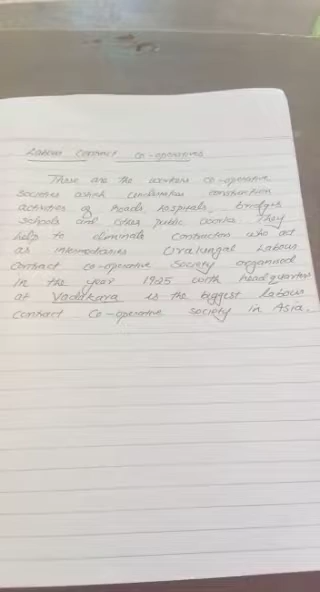 Labour Contract Co-operatives
These are the workers co-operative
societies which undertakes construction
activities of Roads, Hospitals, bridges
schools and other public works. They
help to eliminate Contractors who act
as intermediaries Uralungal Labour
Contract co-operative Society organised
in the year 1925 with head quarters
at Vadakara is the biggest labour
Contract Co-operative society in Asia.